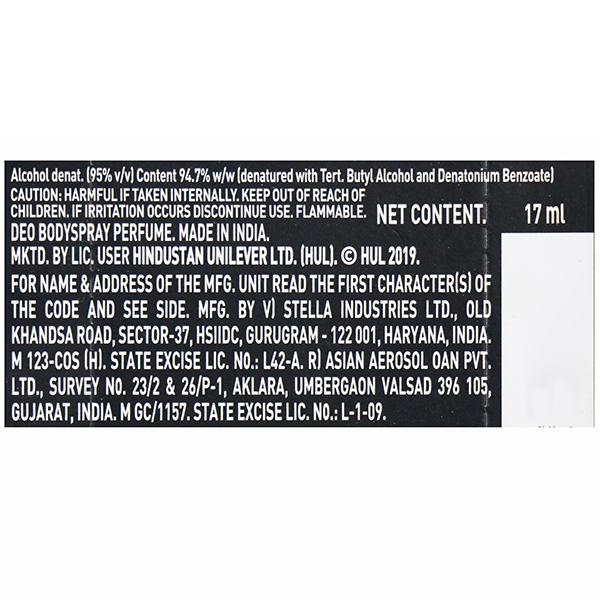 Alcohol denat. (95% v/v) Content 94.7% w/w (denatured with Tert. Butyl Alcohol and Denatonium Benzoate)
CAUTION: HARMFUL IF TAKEN INTERNALLY. KEEP OUT OF REACH OF
CHILDREN. IF IRRITATION OCCURS DISCONTINUE USE. FLAMMABLE.
NET CONTENT. 17 ml
DEO BODYSPRAY PERFUME. MADE IN INDIA.
MKTD. BY LIC. USER HINDUSTAN UNILEVER LTD. (HUL). © HUL 2019.
FOR NAME & ADDRESS OF THE MFG. UNIT READ THE FIRST CHARACTER(S) OF
THE CODE AND SEE SIDE. MFG. BY V) STELLA INDUSTRIES LTD., OLD
KHANDSA ROAD, SECTOR-37, HSIIDC, GURUGRAM - 122 001, HARYANA, INDIA.
M 123-COS (H). STATE EXCISE LIC. No.: L42-A. R) ASIAN AEROSOL OAN PVT.
LTD., SURVEY No. 23/2 & 26/P-1, AKLARA, UMBERGAON VALSAD 396 105,
GUJARAT, INDIA. M GC/1157. STATE EXCISE LIC. No.: L-1-09.